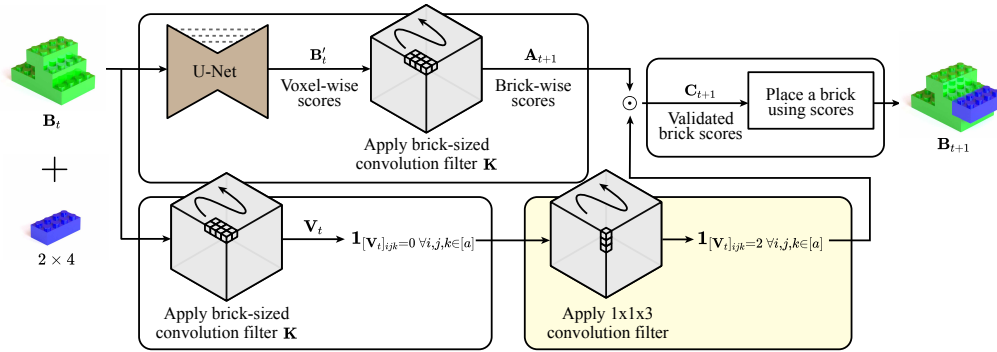 B_t
+
2 × 4
U-Net
B′_t
Voxel-wise
scores
Apply brick-sized
convolution filter K
A_{t+1}
Brick-wise
scores
⊙
C_{t+1}
Validated
brick scores
Place a brick
using scores
B_{t+1}
Apply brick-sized
convolution filter K
V_t
1_{[V_t]_{ijk}=0 ∀i,j,k∈[a]}
Apply 1x1x3
convolution filter
1_{[V_t]_{ijk}=2 ∀i,j,k∈[a]}